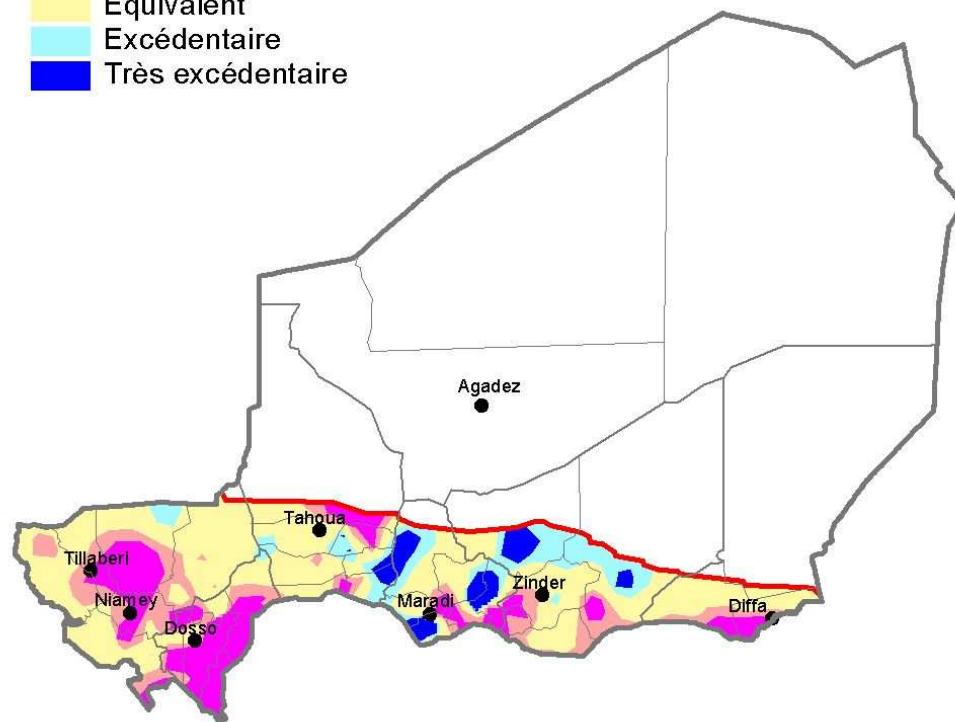 Equivalent
Excédentaire
Très excédentaire
Agadez
Tahoua
Tillaberi
Zinder
Niamey
Maradi
Diffa
Dosso